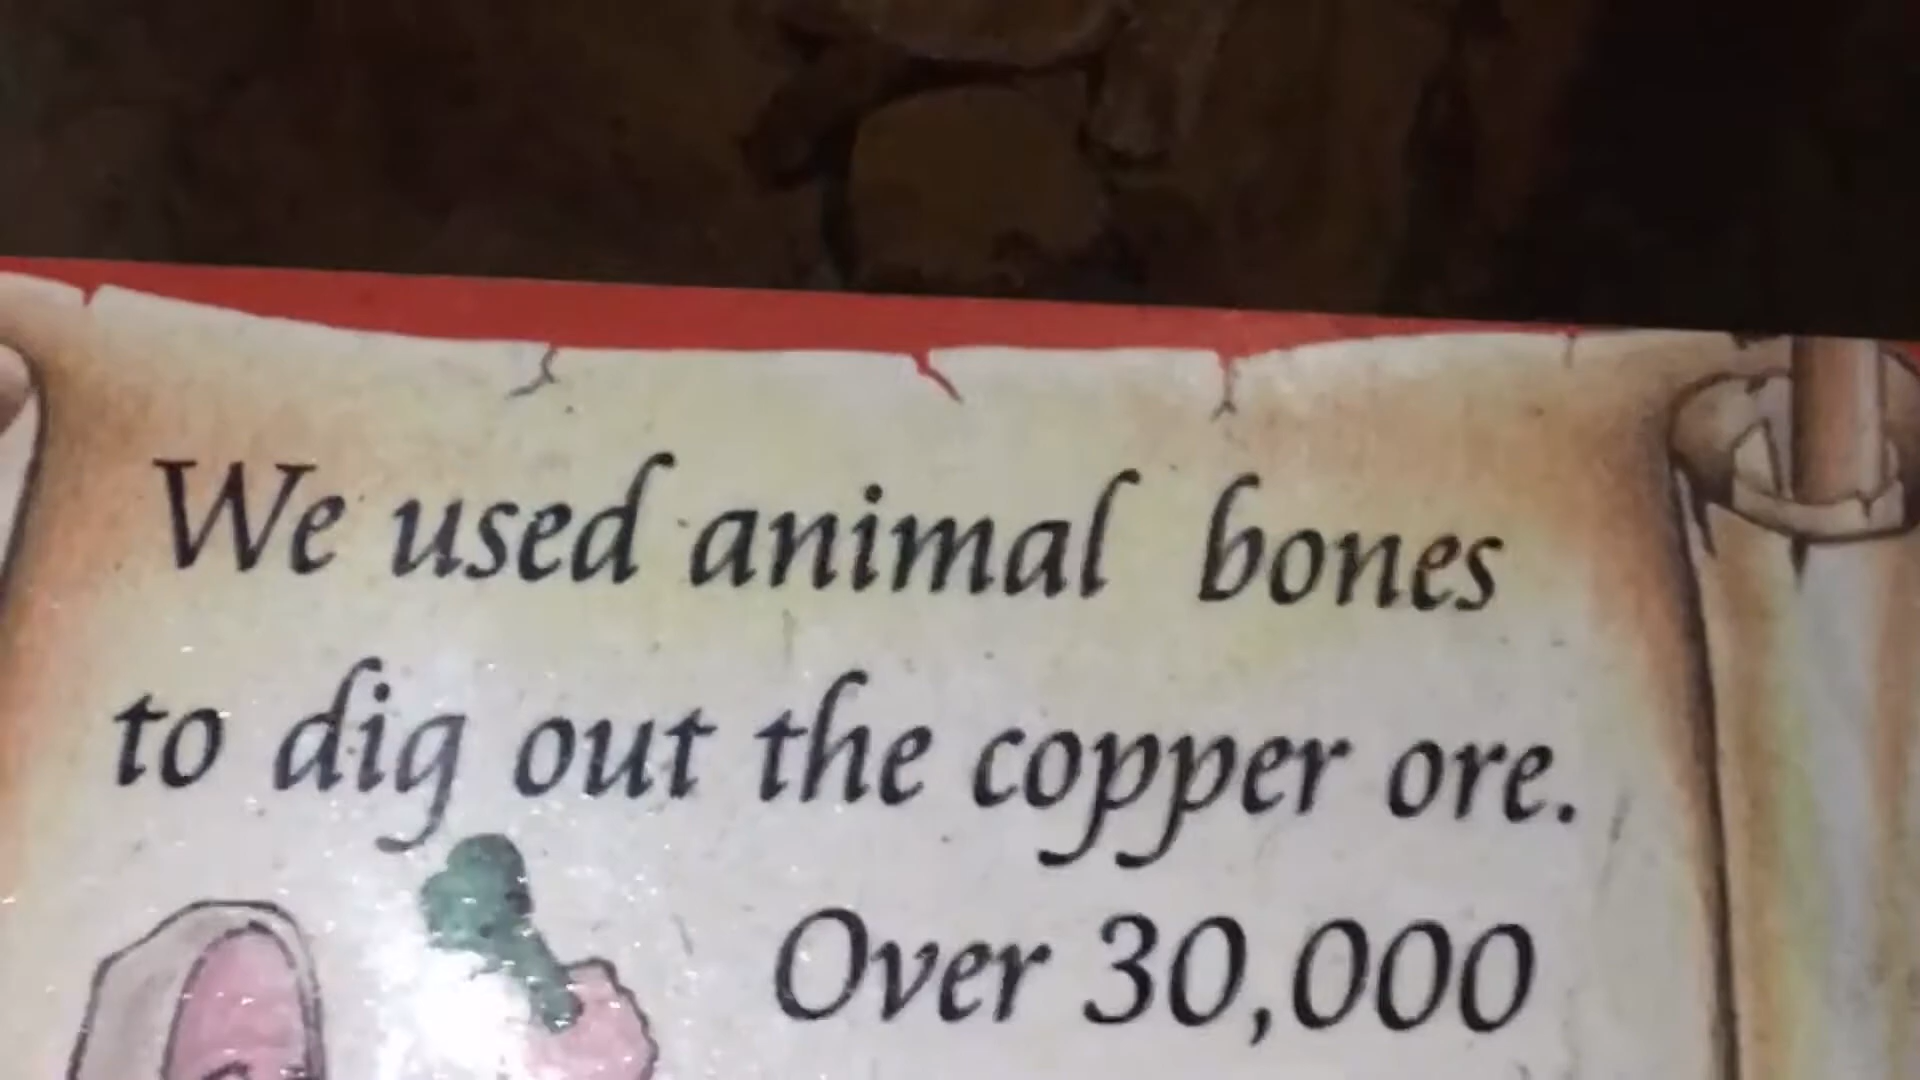 We used animal bones
to dig out the copper ore.
Over 30,000